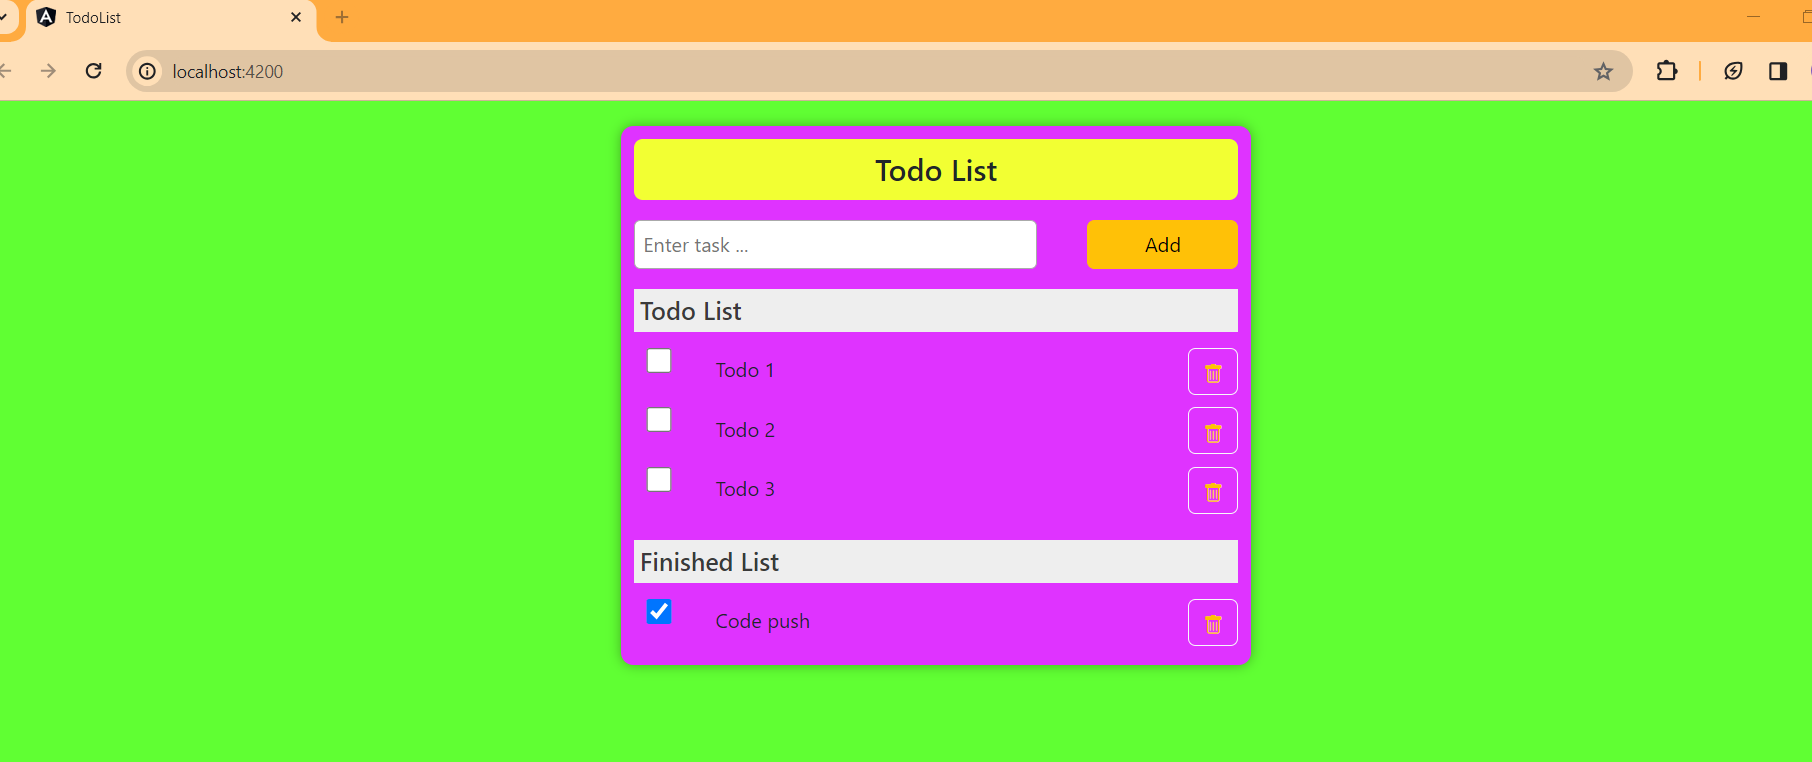 TodoList
localhost:4200
Todo List
Enter task ...
Add
Todo List
Todo 1
Todo 2
Todo 3
Finished List
Code push